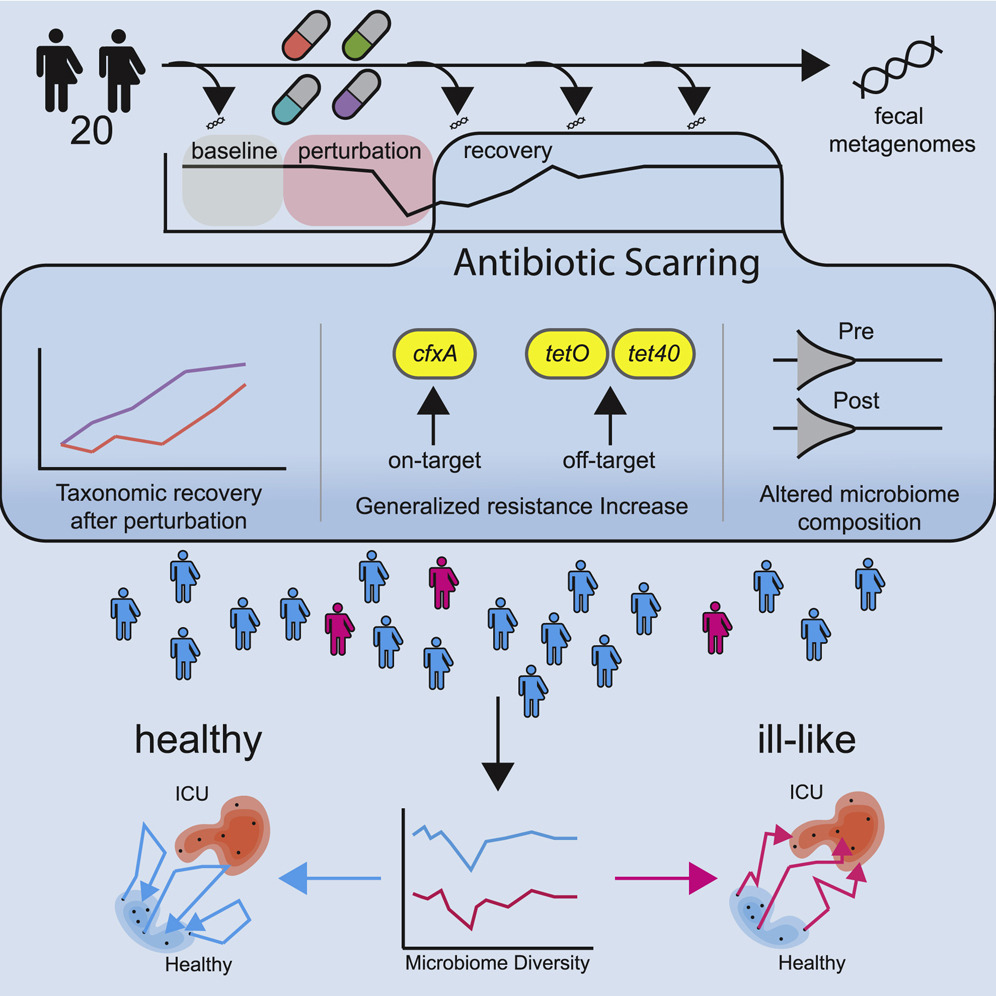 20
fecal
metagenomes
baseline
perturbation
recovery
Antibiotic Scarring
cfxA
tetO
tet40
on-target
off-target
Pre
Post
Taxonomic recovery
after perturbation
Generalized resistance Increase
Altered microbiome
composition
healthy
ill-like
ICU
Healthy
Microbiome Diversity
ICU
Healthy